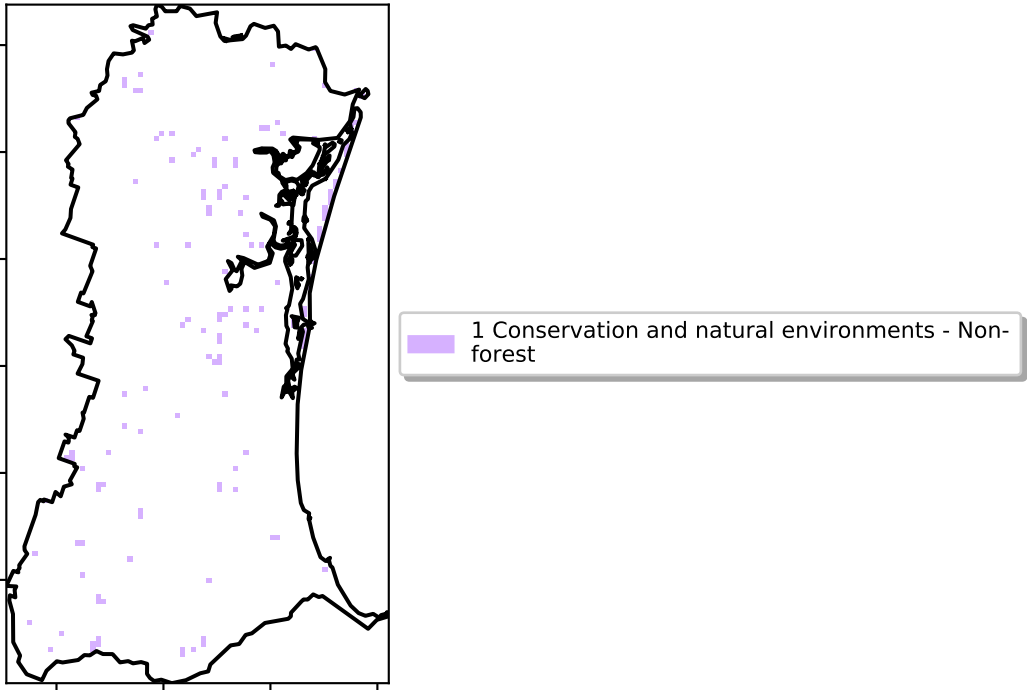 1 Conservation and natural environments - Non-
forest